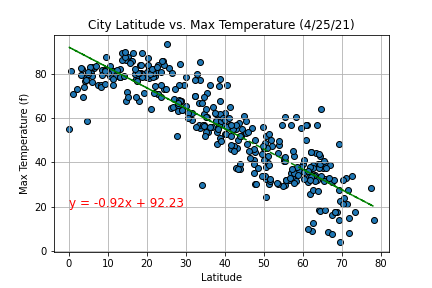 City Latitude vs. Max Temperature (4/25/21)
Max Temperature (f)
80
60
40
20
0
y = -0.92x + 92.23
0 10 20 30 40 50 60 70 80
Latitude